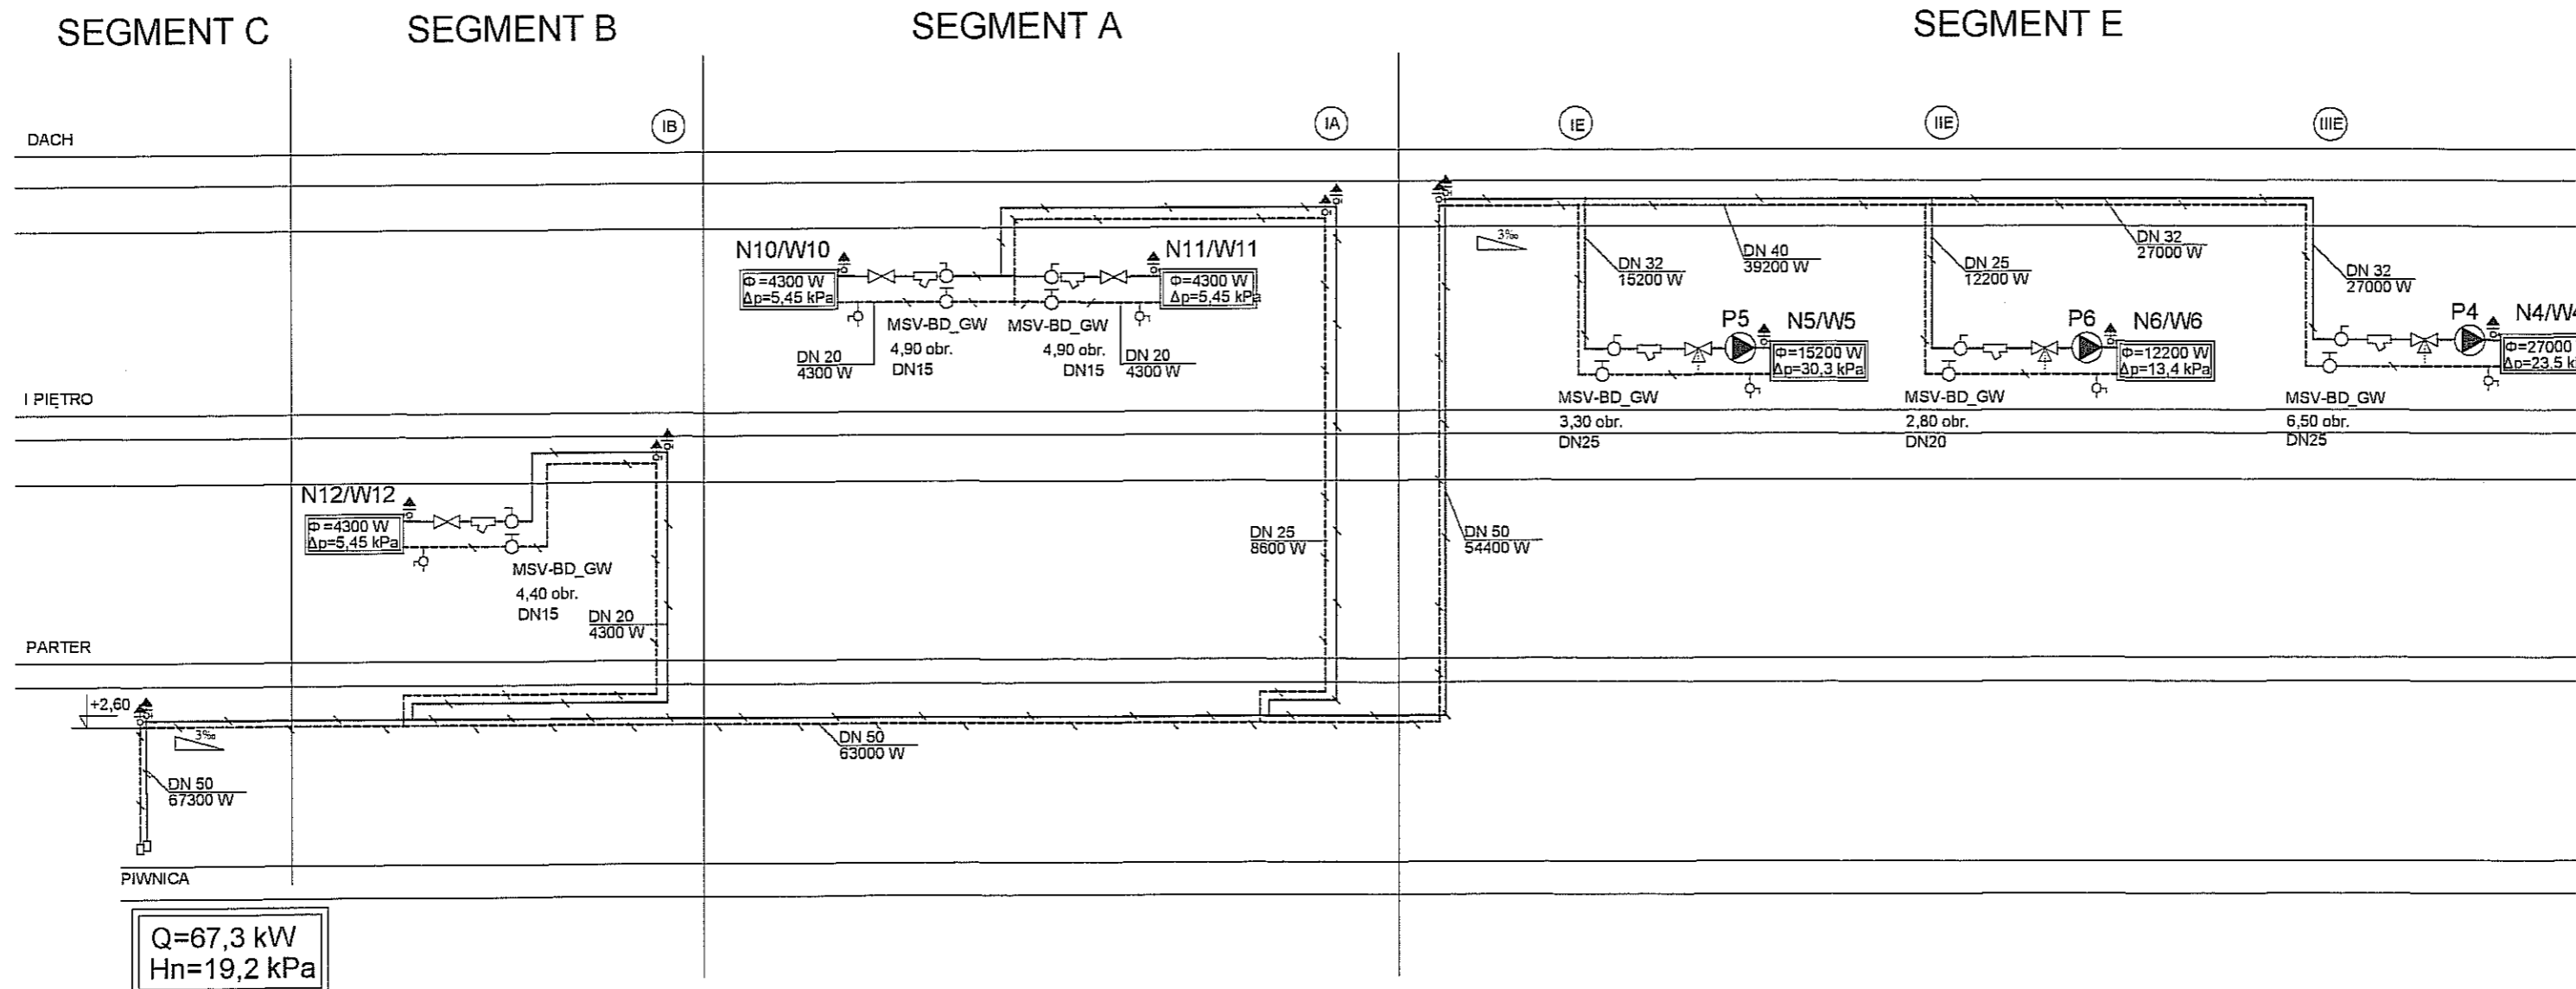 SEGMENT C
SEGMENT B
SEGMENT A
SEGMENT E
IB
IA
IE
IIE
IIIE
DACH
N10/W10
Φ=4300 W
Δp=5,45 kPa
N11/W11
Φ=4300 W
Δp=5,45 kPa
MSV-BD_GW
4,90 obr.
DN15
MSV-BD_GW
4,90 obr.
DN15
DN 20
4300 W
DN 20
4300 W
3‰
DN 32
15200 W
DN 40
39200 W
DN 25
12200 W
DN 32
27000 W
DN 32
27000 W
P5
N5/W5
Φ=15200 W
Δp=30,3 kPa
P6
N6/W6
Φ=12200 W
Δp=13,4 kPa
P4
N4/W4
Φ=27000
Δp=23,5 k
MSV-BD_GW
3,30 obr.
DN25
MSV-BD_GW
2,80 obr.
DN20
MSV-BD_GW
6,50 obr.
DN25
I PIĘTRO
N12/W12
Φ=4300 W
Δp=5,45 kPa
MSV-BD_GW
4,40 obr.
DN15
DN 20
4300 W
DN 25
8600 W
DN 50
54400 W
PARTER
+2,60
3‰
DN 50
63000 W
DN 50
67300 W
PIWNICA
Q=67,3 kW
Hn=19,2 kPa